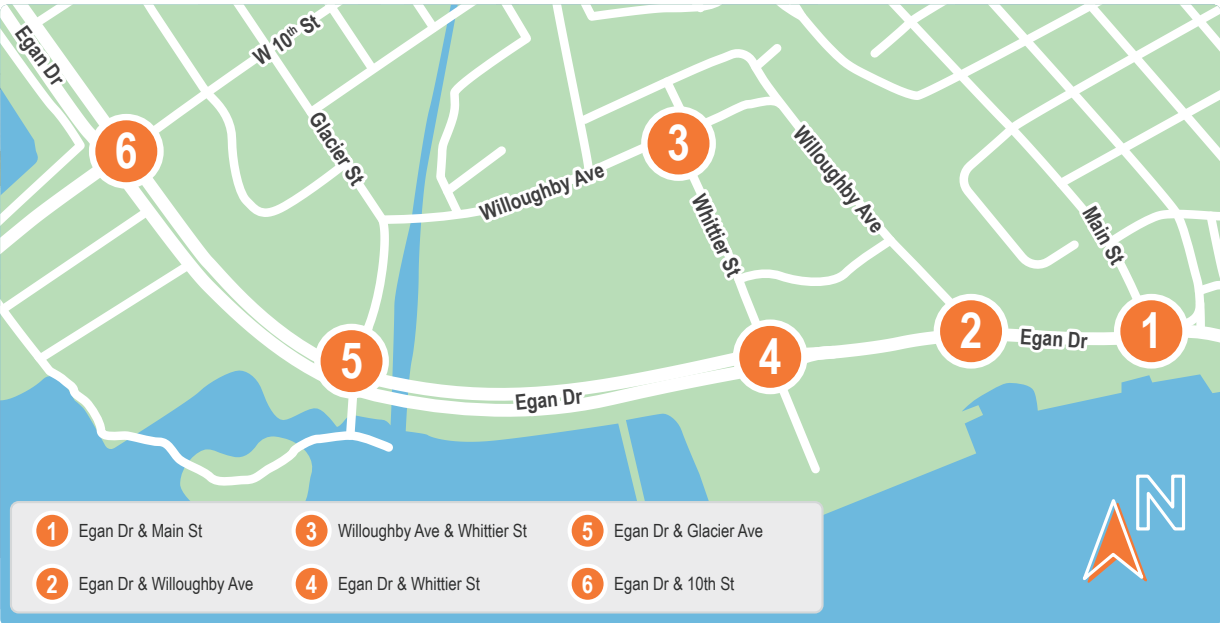 Egan Dr
W 10th St
Glacier St
6
3
Willoughby Ave
Willoughby Ave
Whittier St
Main St
5
4
2
1
Egan Dr
Egan Dr
N
1 Egan Dr & Main St
2 Egan Dr & Willoughby Ave
3 Willoughby Ave & Whittier St
4 Egan Dr & Whittier St
5 Egan Dr & Glacier Ave
6 Egan Dr & 10th St